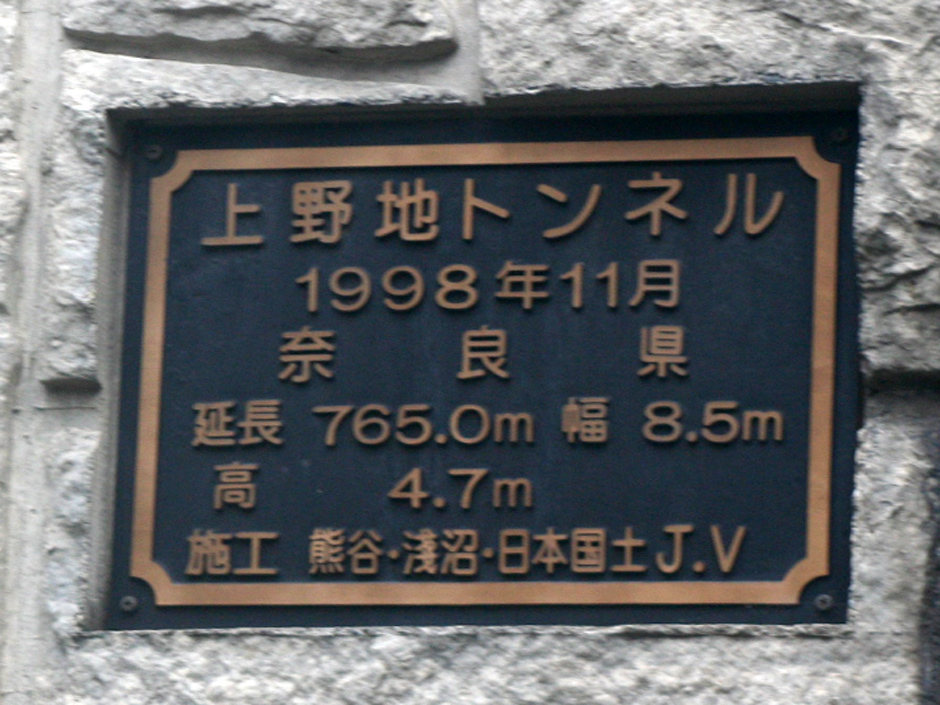 上野地トンネル
1998年11月
奈良県
延長 765.0m 幅 8.5m
高 4.7m
施工 熊谷・淺沼・日本国土J.V